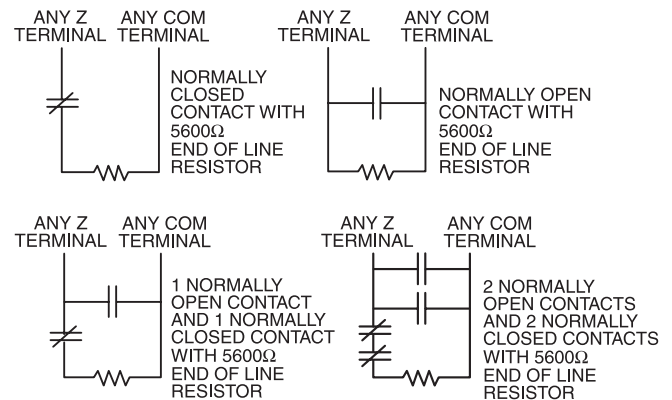 ANY Z
TERMINAL
ANY COM
TERMINAL
NORMALLY
CLOSED
CONTACT WITH
5600Ω
END OF LINE
RESISTOR
ANY Z
TERMINAL
ANY COM
TERMINAL
NORMALLY OPEN
CONTACT WITH
5600Ω
END OF LINE
RESISTOR
ANY Z
TERMINAL
ANY COM
TERMINAL
1 NORMALLY
OPEN CONTACT
AND 1 NORMALLY
CLOSED CONTACT
WITH 5600Ω
END OF LINE
RESISTOR
ANY Z
TERMINAL
ANY COM
TERMINAL
2 NORMALLY
OPEN CONTACTS
AND 2 NORMALLY
CLOSED CONTACTS
WITH 5600Ω
END OF LINE
RESISTOR